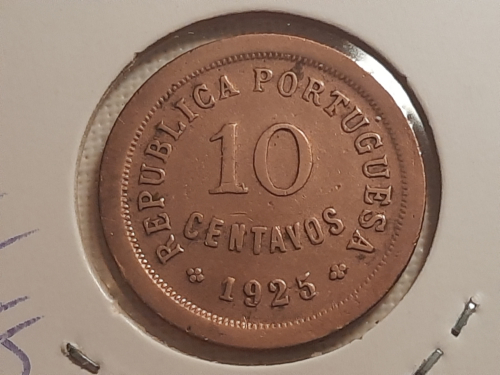 REPUBLICA PORTUGUESA
10
CENTAVOS
1925